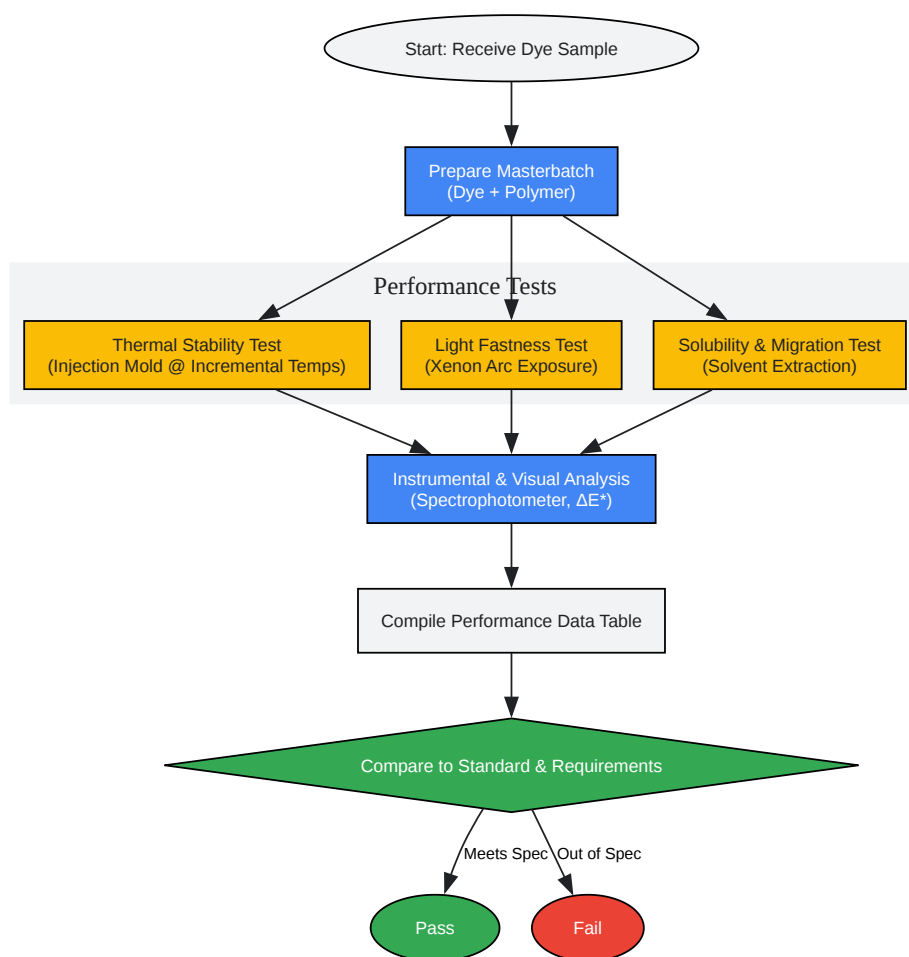 Start: Receive Dye Sample
Prepare Masterbatch
(Dye + Polymer)
Performance Tests
Thermal Stability Test
(Injection Mold @ Incremental Temps)
Light Fastness Test
(Xenon Arc Exposure)
Solubility & Migration Test
(Solvent Extraction)
Instrumental & Visual Analysis
(Spectrophotometer, ΔE*)
Compile Performance Data Table
Compare to Standard & Requirements
Meets Spec
Out of Spec
Pass
Fail